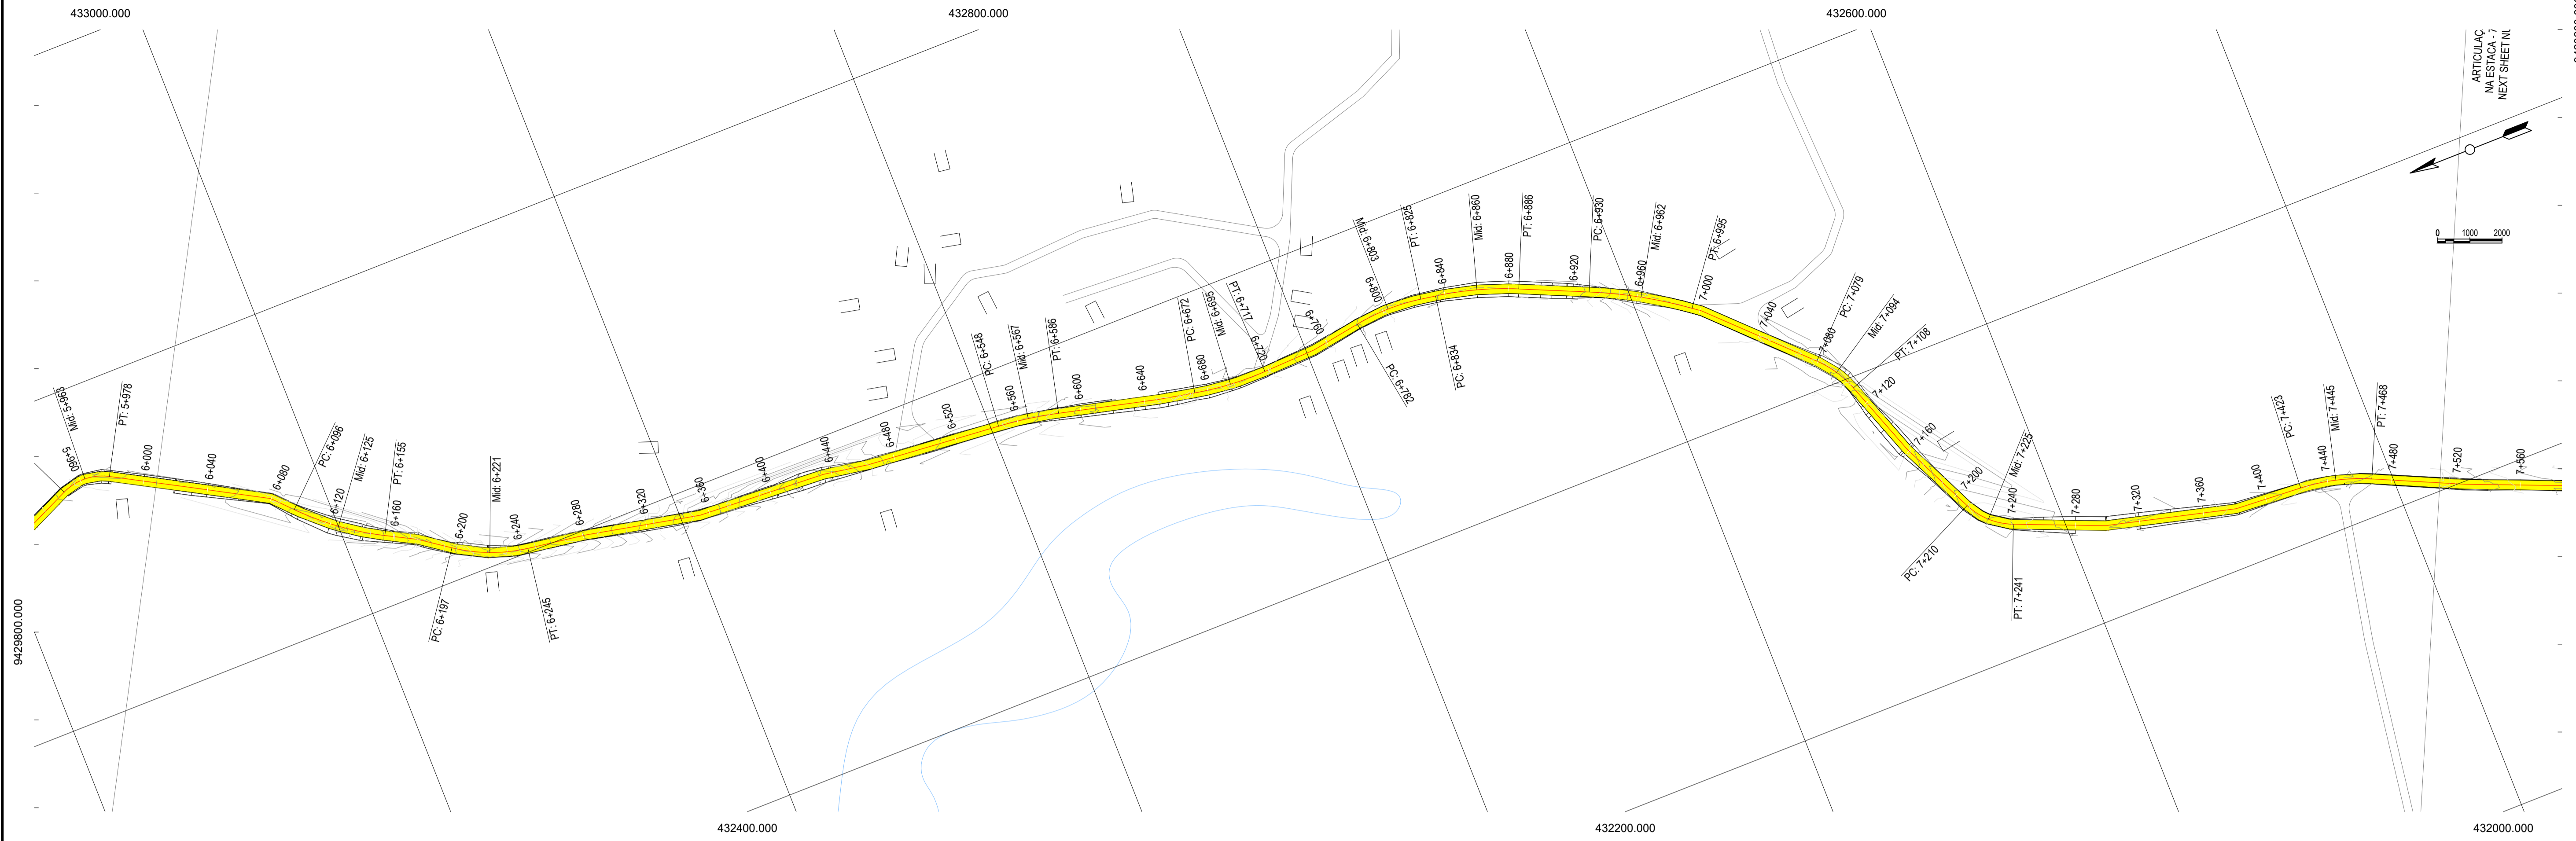 433000.000
432800.000
432600.000
ARTICULAÇ
NA ESTACA - 7
NEXT SHEET NU
0 1000 2000
5+960
Mid: 5+963
PT: 5+978
6+000
6+040
6+080
PC: 6+096
6+120
Mid: 6+125
PT: 6+155
6+160
PC: 6+197
6+200
Mid: 6+221
6+240
PT: 6+245
6+280
6+320
6+360
6+400
6+440
6+480
6+520
PC: 6+548
6+560
Mid: 6+567
PT: 6+586
6+600
6+640
PC: 6+672
6+680
Mid: 6+695
PT: 6+717
6+720
6+760
PC: 6+782
6+800
Mid: 6+803
PT: 6+825
PC: 6+834
6+840
Mid: 6+860
6+880
PT: 6+886
6+920
PC: 6+930
6+960
Mid: 6+962
PT: 6+995
7+000
7+040
PC: 7+079
7+080
Mid: 7+094
PT: 7+108
7+120
7+160
7+200
PC: 7+210
Mid: 7+225
7+240
PT: 7+241
7+280
7+320
7+360
7+400
PC: 7+423
7+440
Mid: 7+445
PT: 7+468
7+480
7+520
7+560
9429800.000
432400.000
432200.000
432000.000